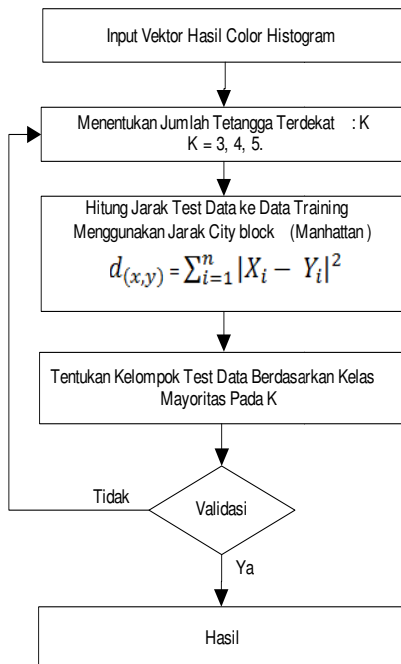 Input Vektor Hasil Color Histogram
Menentukan Jumlah Tetangga Terdekat : K
K = 3, 4, 5.
Hitung Jarak Test Data ke Data Training
Menggunakan Jarak City block (Manhattan)
d(x,y) = ∑ᵢ₌₁ⁿ |Xᵢ − Yᵢ|²
Tentukan Kelompok Test Data Berdasarkan Kelas
Mayoritas Pada K
Tidak
Validasi
Ya
Hasil